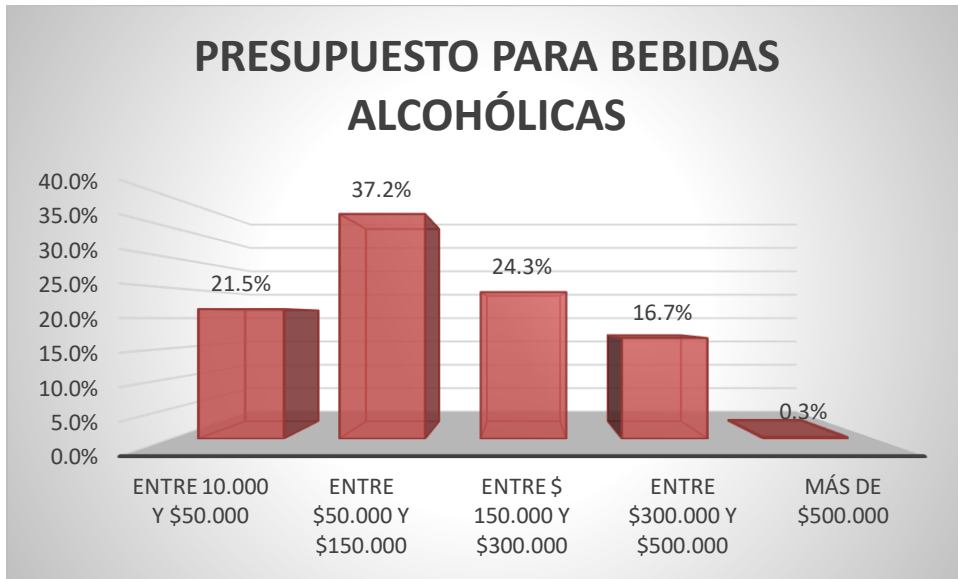 PRESUPUESTO PARA BEBIDAS
ALCOHÓLICAS
40.0%
35.0%
30.0%
25.0%
20.0%
15.0%
10.0%
5.0%
0.0%
21.5%
37.2%
24.3%
16.7%
0.3%
ENTRE 10.000
Y $50.000
ENTRE
$50.000 Y
$150.000
ENTRE $
150.000 Y
$300.000
ENTRE
$300.000 Y
$500.000
MÁS DE
$500.000